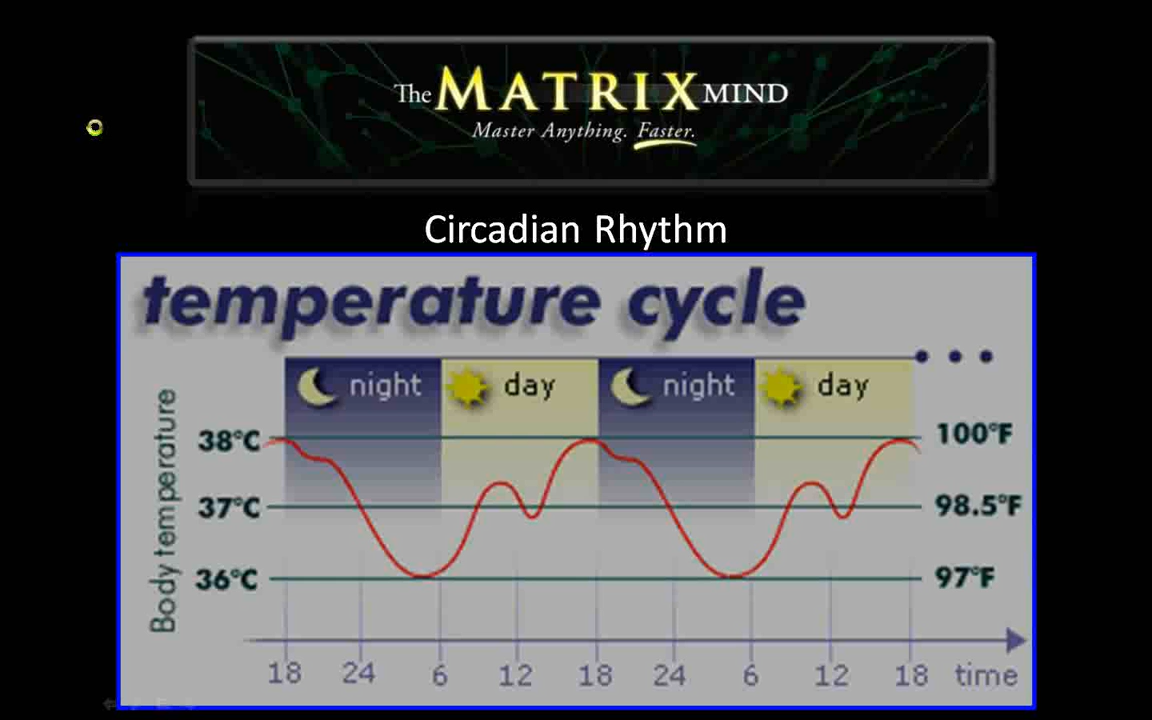 The MATRIX MIND
Master Anything. Faster.
Circadian Rhythm
temperature cycle
night day night day
Body temperature
38°C 100°F
37°C 98.5°F
36°C 97°F
18 24 6 12 18 24 6 12 18 time